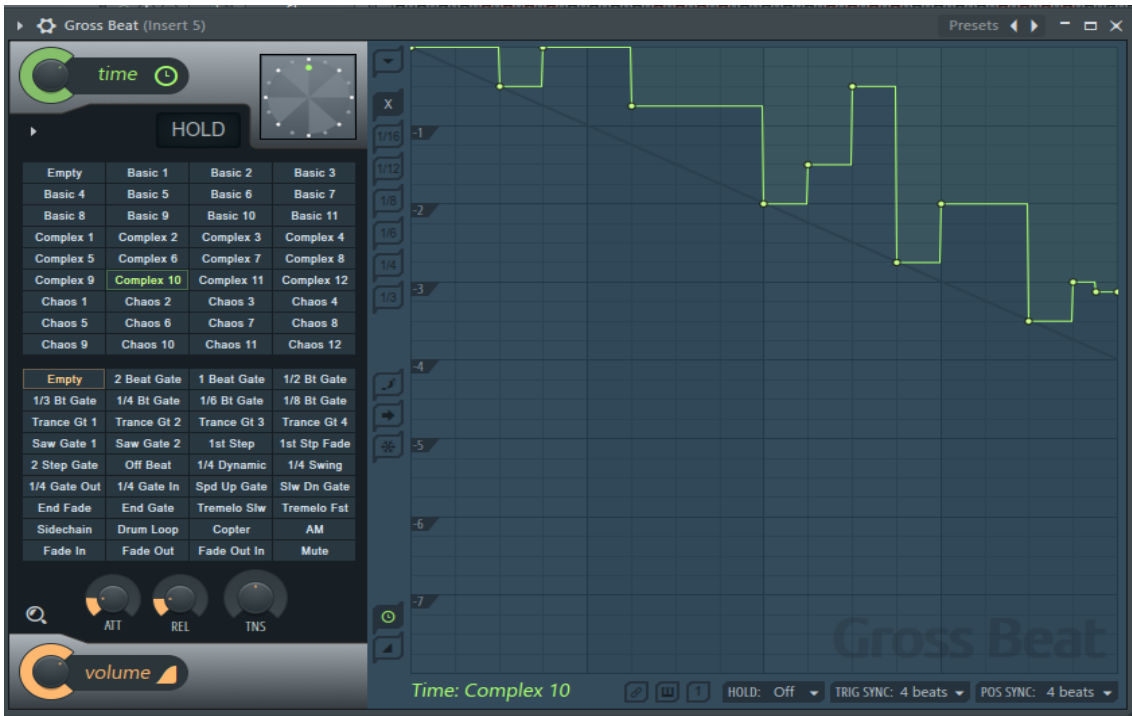 Gross Beat (Insert 5) Presets
time
HOLD
Empty Basic 1 Basic 2 Basic 3
Basic 4 Basic 5 Basic 6 Basic 7
Basic 8 Basic 9 Basic 10 Basic 11
Complex 1 Complex 2 Complex 3 Complex 4
Complex 5 Complex 6 Complex 7 Complex 8
Complex 9 Complex 10 Complex 11 Complex 12
Chaos 1 Chaos 2 Chaos 3 Chaos 4
Chaos 5 Chaos 6 Chaos 7 Chaos 8
Chaos 9 Chaos 10 Chaos 11 Chaos 12
Empty 2 Beat Gate 1 Beat Gate 1/2 Bt Gate
1/3 Bt Gate 1/4 Bt Gate 1/6 Bt Gate 1/8 Bt Gate
Trance Gt 1 Trance Gt 2 Trance Gt 3 Trance Gt 4
Saw Gate 1 Saw Gate 2 1st Step 1st Stp Fade
2 Step Gate Off Beat 1/4 Dynamic 1/4 Swing
1/4 Gate Out 1/4 Gate In Spd Up Gate Slw Dn Gate
End Fade End Gate Tremelo Slw Tremelo Fst
Sidechain Drum Loop Copter AM
Fade In Fade Out Fade Out In Mute
ATT REL TNS
volume
X
1/16
1/12
1/8
1/6
1/4
1/3
-1
-2
-3
-4
-5
-6
-7
Gross Beat
Time: Complex 10 1 HOLD: Off TRIG SYNC: 4 beats POS SYNC: 4 beats